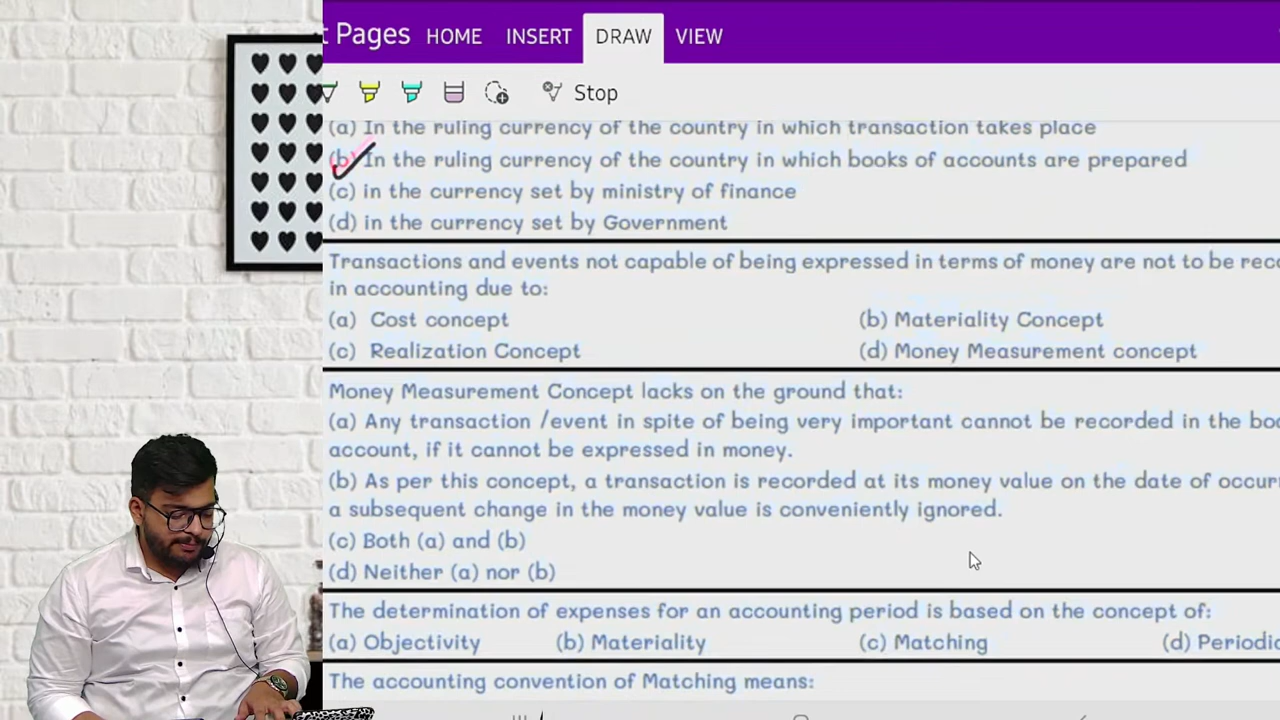 Pages HOME INSERT DRAW VIEW
Stop
(a) In the ruling currency of the country in which transaction takes place
(b) In the ruling currency of the country in which books of accounts are prepared
(c) in the currency set by ministry of finance
(d) in the currency set by Government
Transactions and events not capable of being expressed in terms of money are not to be
in accounting due to:
(a) Cost concept (b) Materiality Concept
(c) Realization Concept (d) Money Measurement concept
Money Measurement Concept lacks on the ground that:
(a) Any transaction /event in spite of being very important cannot be recorded in the
account, if it cannot be expressed in money.
(b) As per this concept, a transaction is recorded at its money value on the date of
a subsequent change in the money value is conveniently ignored.
(c) Both (a) and (b)
(d) Neither (a) nor (b)
The determination of expenses for an accounting period is based on the concept of:
(a) Objectivity (b) Materiality (c) Matching (d)
The accounting convention of Matching means: